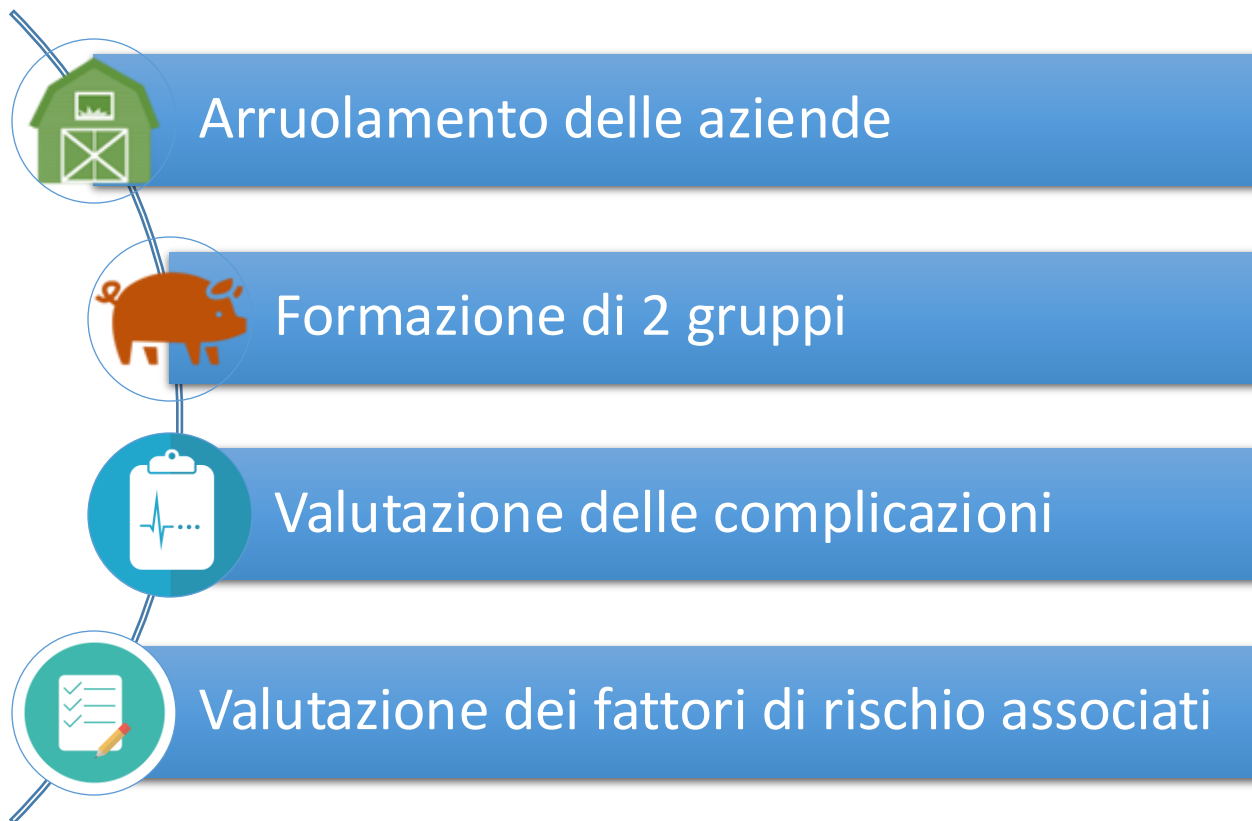 Arruolamento delle aziende
Formazione di 2 gruppi
Valutazione delle complicazioni
Valutazione dei fattori di rischio associati